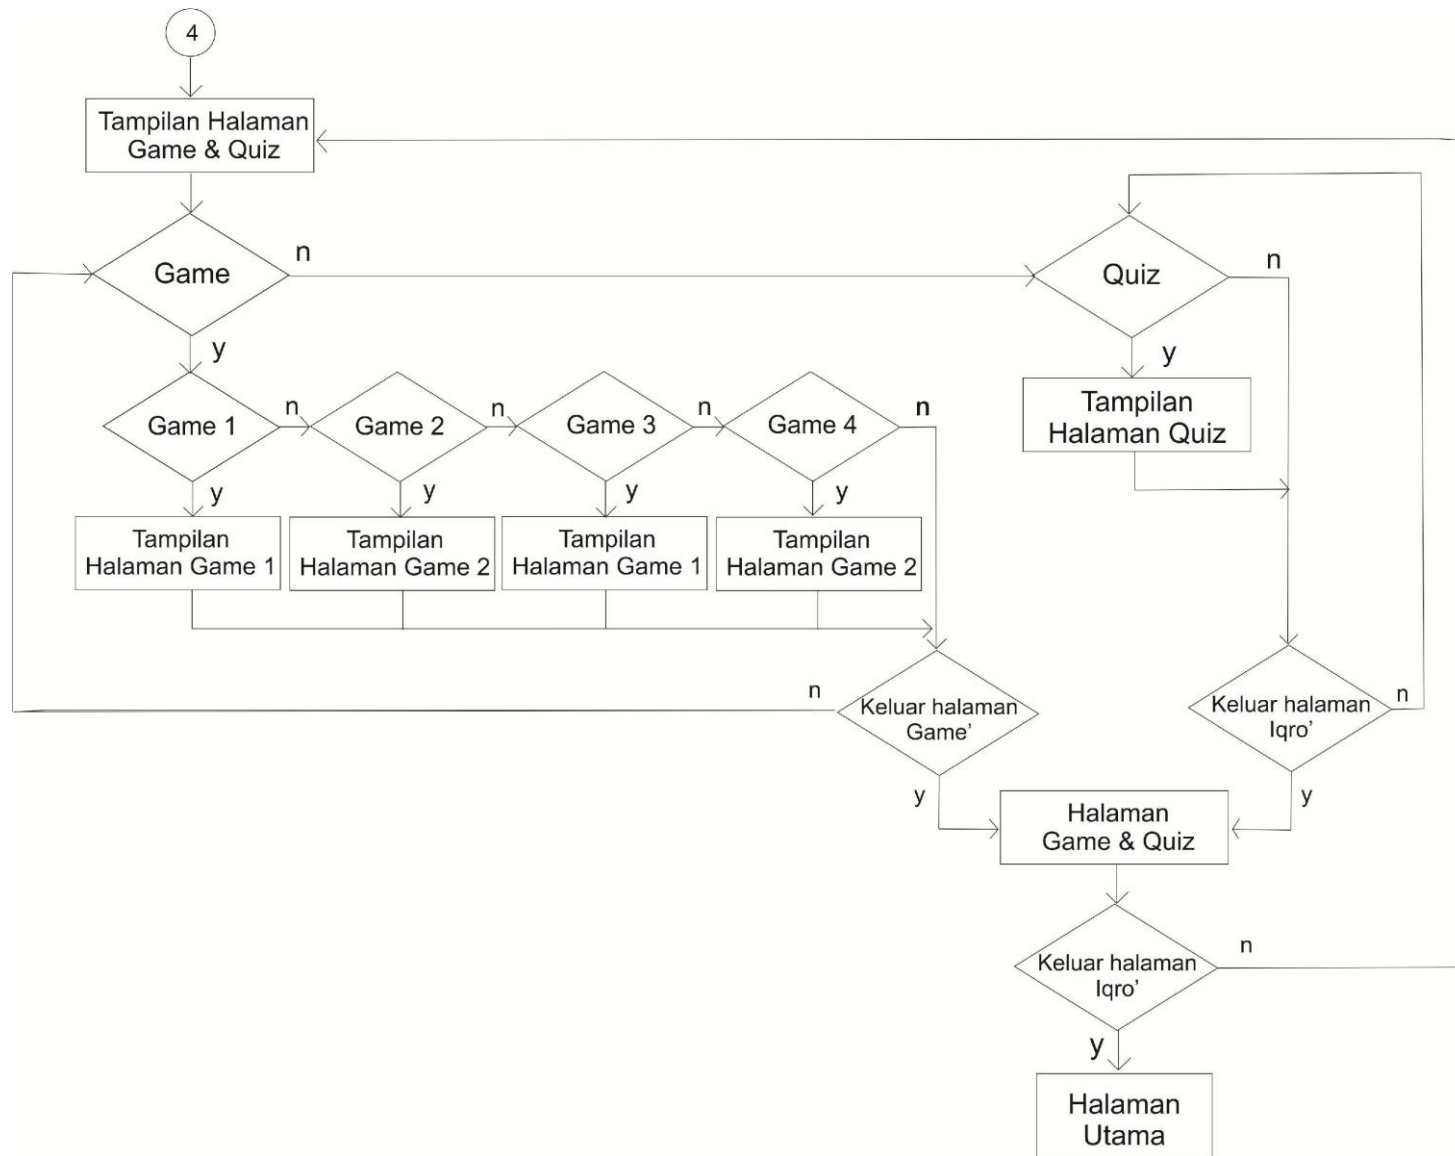 4
Tampilan Halaman
Game & Quiz
Game
n
y
Quiz
n
y
Game 1
n
y
Game 2
n
y
Game 3
n
y
Game 4
n
y
Tampilan
Halaman Quiz
Tampilan
Halaman Game 1
Tampilan
Halaman Game 2
Tampilan
Halaman Game 1
Tampilan
Halaman Game 2
Keluar halaman
Game’
n
y
Keluar halaman
Iqro’
n
y
Halaman
Game & Quiz
Keluar halaman
Iqro’
n
y
Halaman
Utama